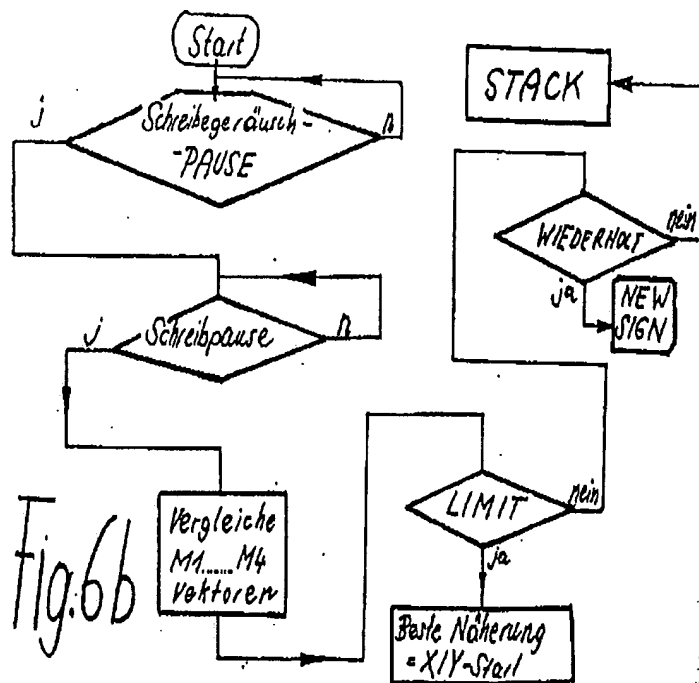 Start
j
Schreibegeräusch-
-PAUSE
n
j
Schreibpause
n
Vergleiche
M1.......M4
Vektoren
Fig.6b
STACK
WIEDERHOLT
nein
ja
NEW
SIGN
LIMIT
nein
ja
Beste Näherung
= X/Y-Start